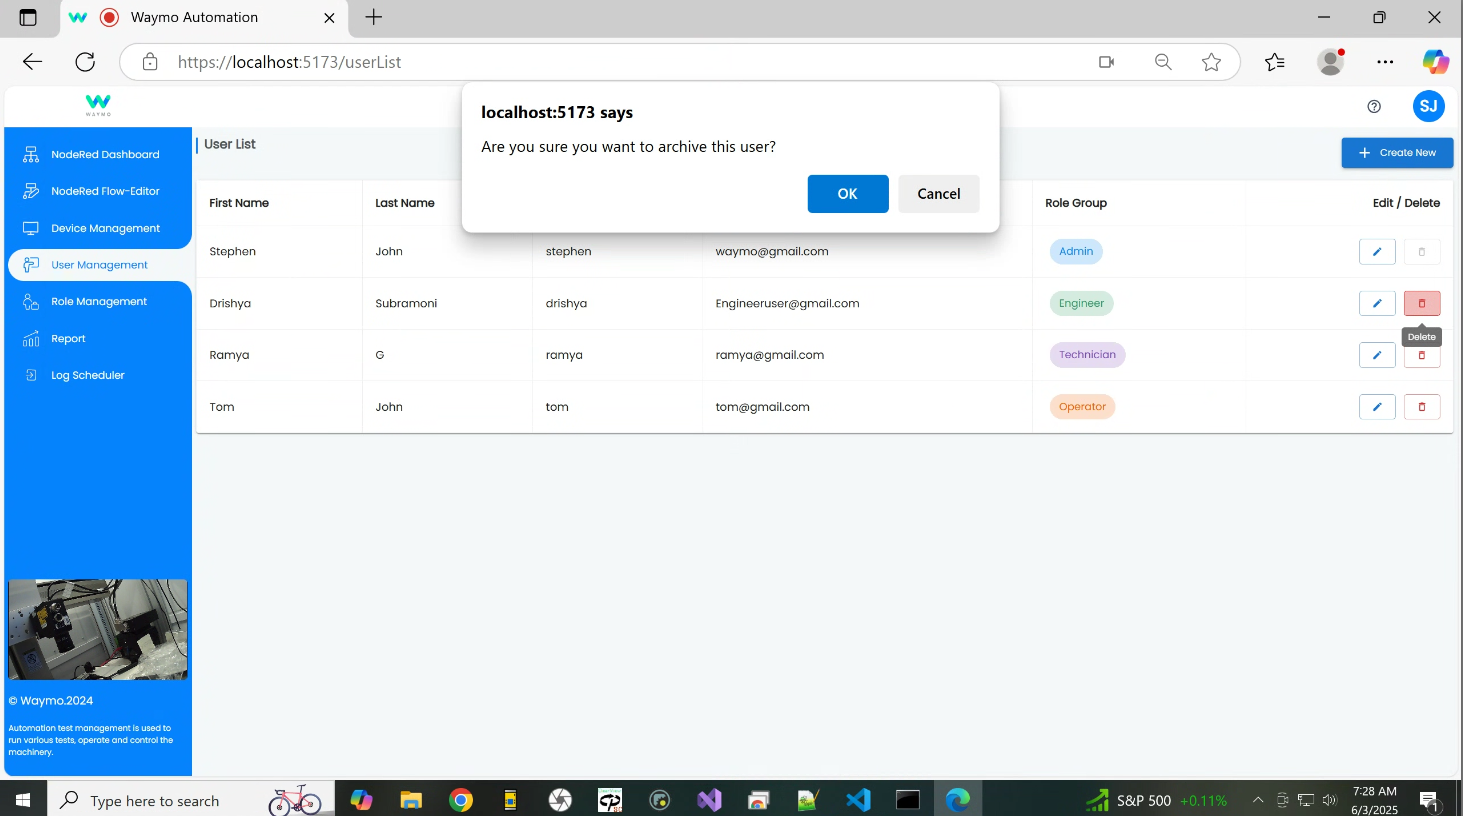 Waymo Automation
https://localhost:5173/userList
WAYMO
SJ
localhost:5173 says
Are you sure you want to archive this user?
OK
Cancel
NodeRed Dashboard
NodeRed Flow-Editor
Device Management
User Management
Role Management
Report
Log Scheduler
User List
Create New
First Name
Last Name
Role Group
Edit / Delete
Stephen John stephen waymo@gmail.com Admin
Drishya Subramoni drishya Engineeruser@gmail.com Engineer
Delete
Ramya G ramya ramya@gmail.com Technician
Tom John tom tom@gmail.com Operator
© Waymo.2024
Automation test management is used to
run various tests, operate and control the
machinery.
Type here to search
S&P 500 +0.11%
7:28 AM
6/3/2025
1